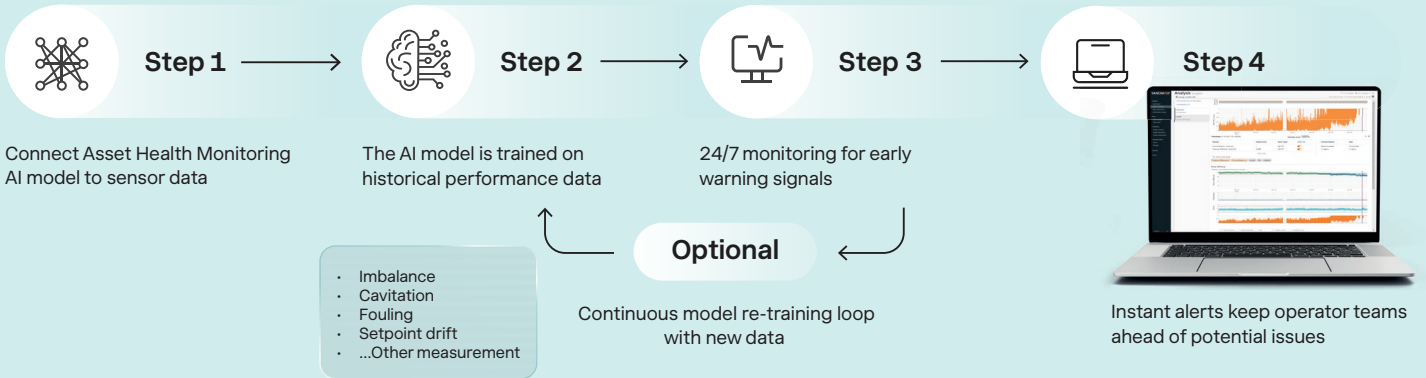 Step 1
Step 2
Step 3
Step 4
Connect Asset Health Monitoring
AI model to sensor data
The AI model is trained on
historical performance data
24/7 monitoring for early
warning signals
Optional
Continuous model re-training loop
with new data
• Imbalance
• Cavitation
• Fouling
• Setpoint drift
• ...Other measurement
Analysis
Instant alerts keep operator teams
ahead of potential issues